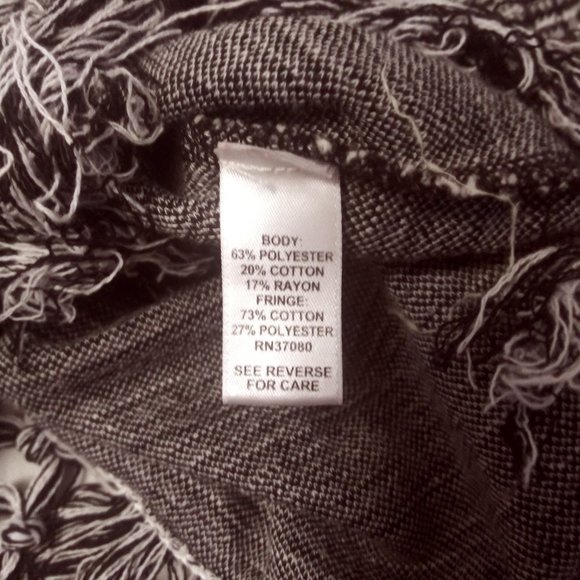 BODY:
63% POLYESTER
20% COTTON
17% RAYON
FRINGE:
73% COTTON
27% POLYESTER
RN37080
SEE REVERSE
FOR CARE